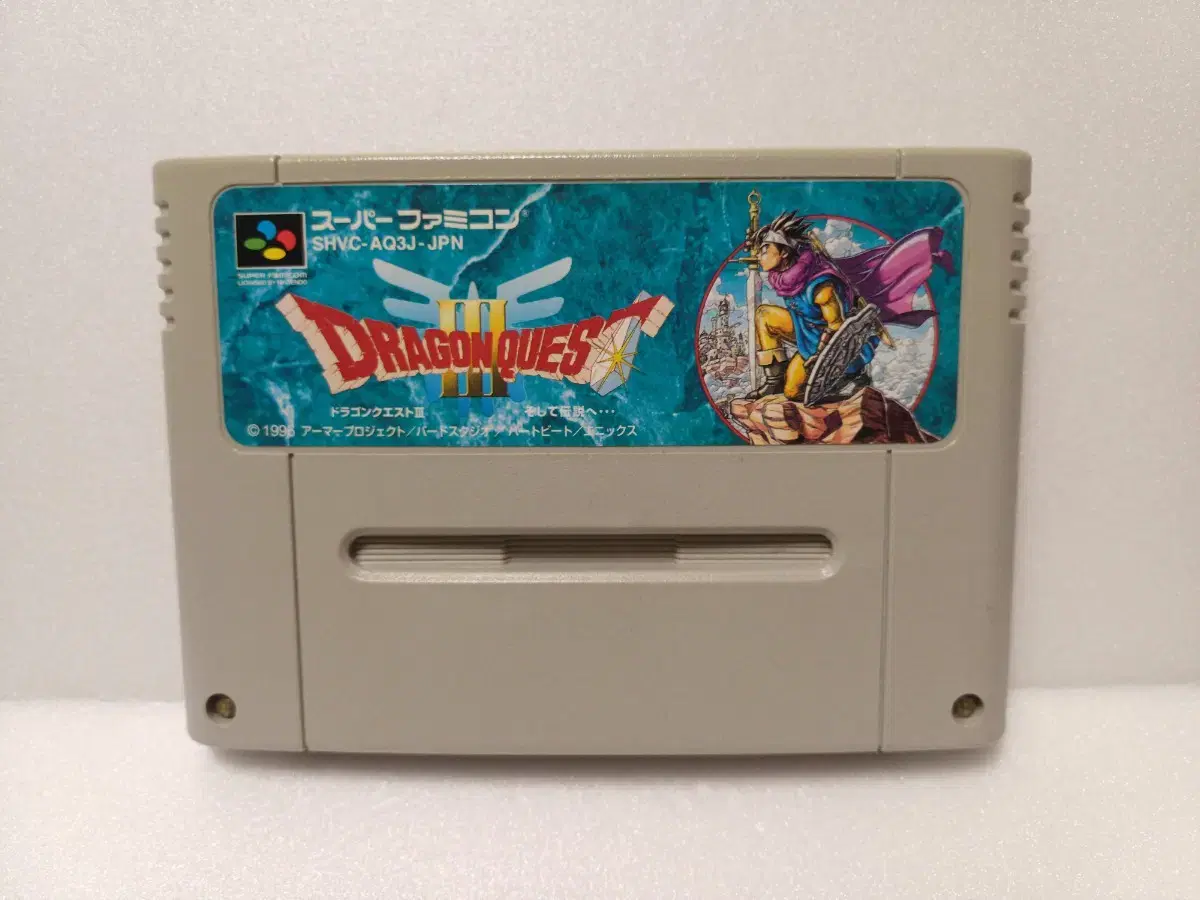 スーパーファミコン®
SHVC-AQ3J-JPN
SUPER FAMICOM
LICENSED BY NINTENDO
DRAGON QUEST
III
ドラゴンクエストIII そして伝説へ・・・
© 1996 アーマープロジェクト/バードスタジオ/ハートビート/エニックス